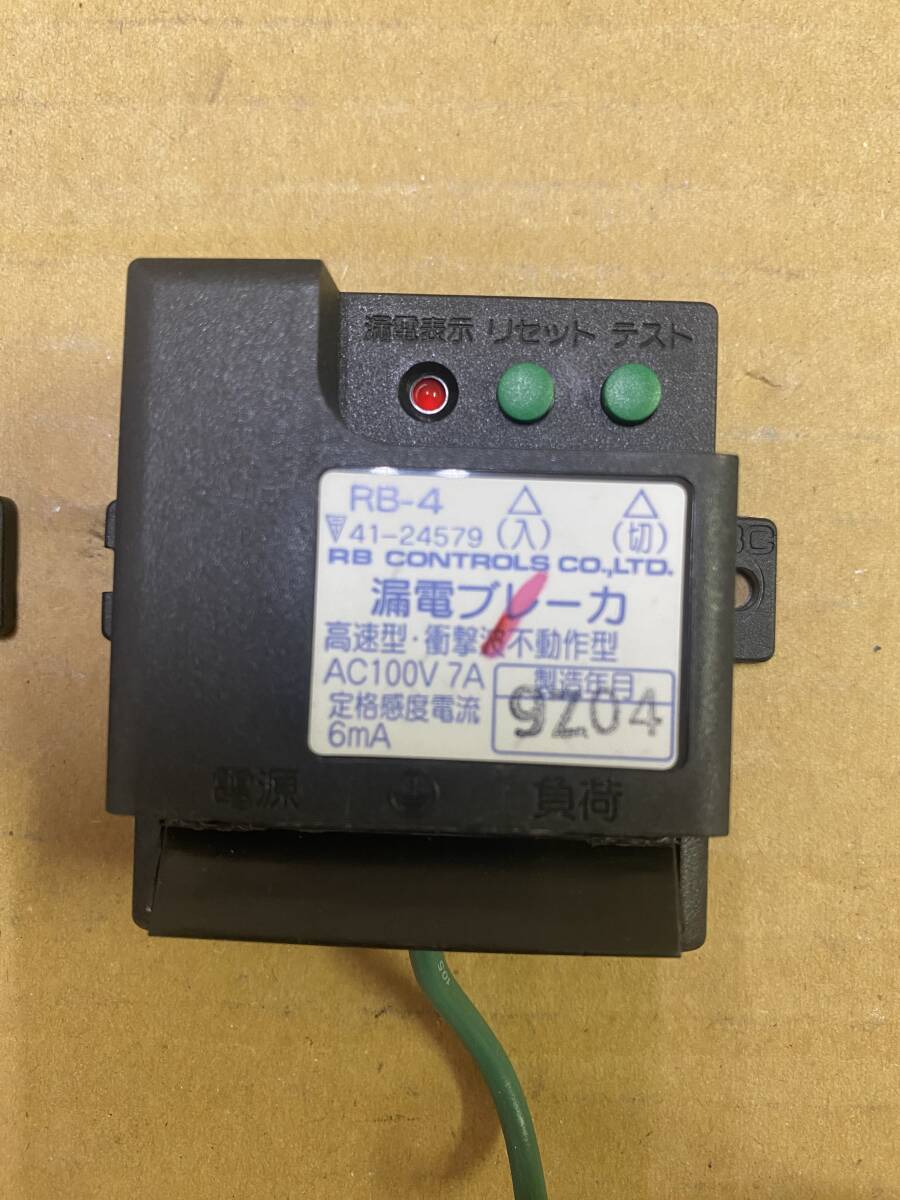 漏電表示 リセット テスト
RB-4 △ △
▽41-24579 (入) (切)
RB CONTROLS CO.,LTD.
漏電ブレーカ
高速型・衝撃波不動作型
AC100V 7A 製造年月
定格感度電流 9Z04
6mA
電源 負荷
105